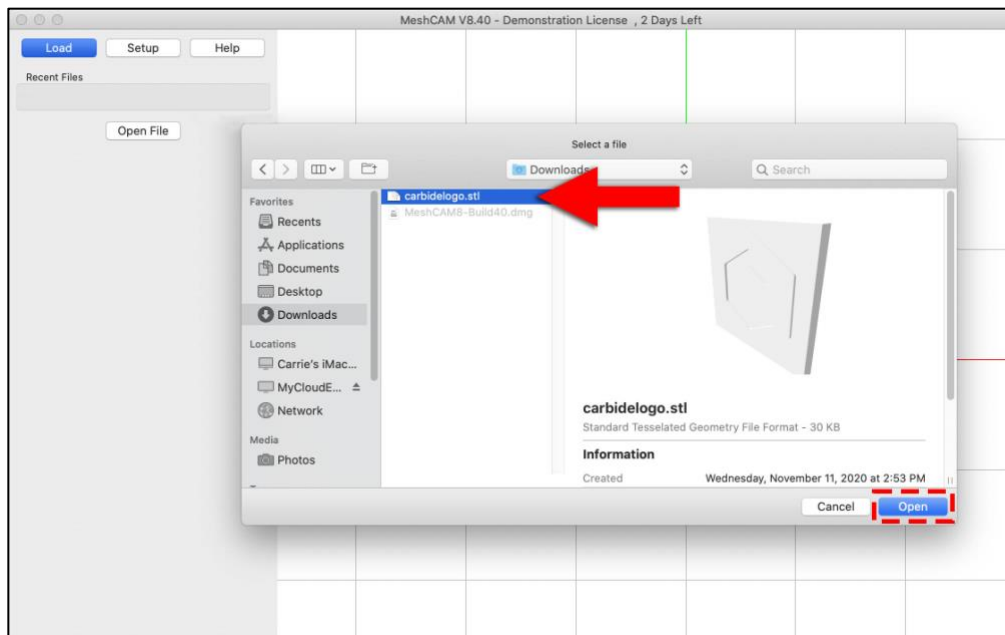 MeshCAM V8.40 - Demonstration License , 2 Days Left
Load Setup Help
Recent Files
Open File
Select a file
Downloads
Search
Favorites
Recents
Applications
Documents
Desktop
Downloads
Locations
Carrie's iMac...
MyCloudE...
Network
Media
Photos
carbidelogo.stl
MeshCAM8-Build40.dmg
carbidelogo.stl
Standard Tesselated Geometry File Format - 30 KB
Information
Created Wednesday, November 11, 2020 at 2:53 PM
Cancel Open